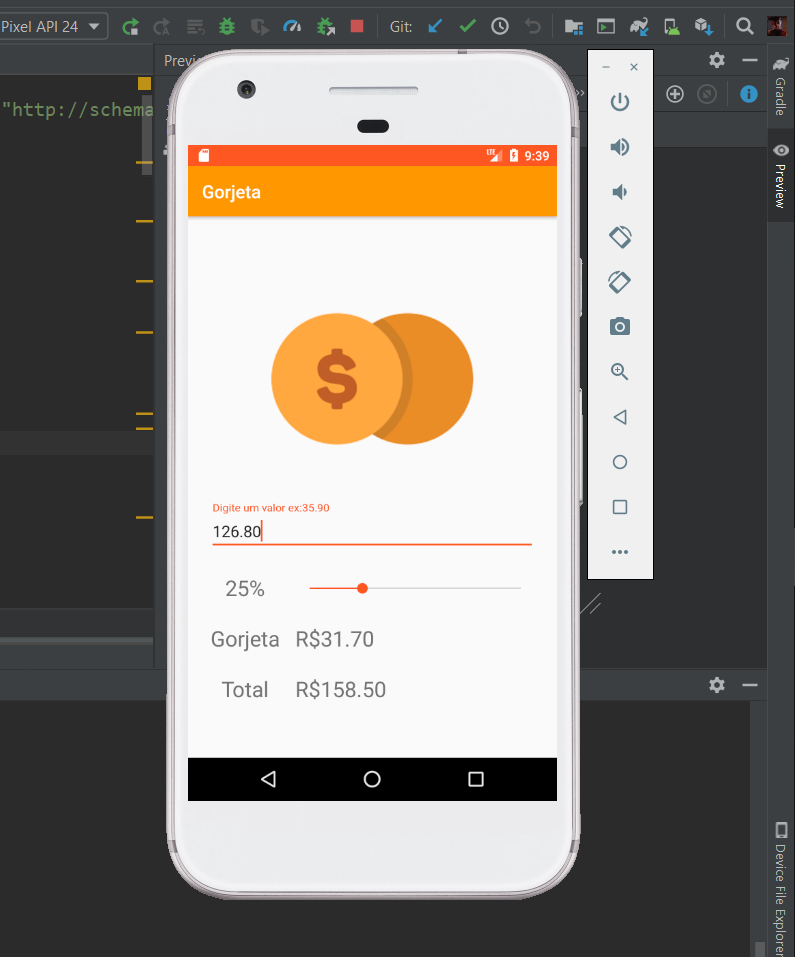 Pixel API 24
Git:
Previ
"http://schema
Gradle
Preview
LTE
9:39
Gorjeta
$
Digite um valor ex:35.90
126.80
25%
Gorjeta R$31.70
Total R$158.50
Device File Explorer